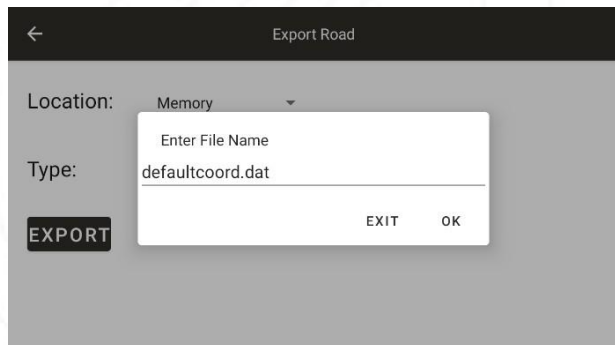 Export Road
Location: Memory
Enter File Name
Type:
defaultcoord.dat
EXIT OK
EXPORT